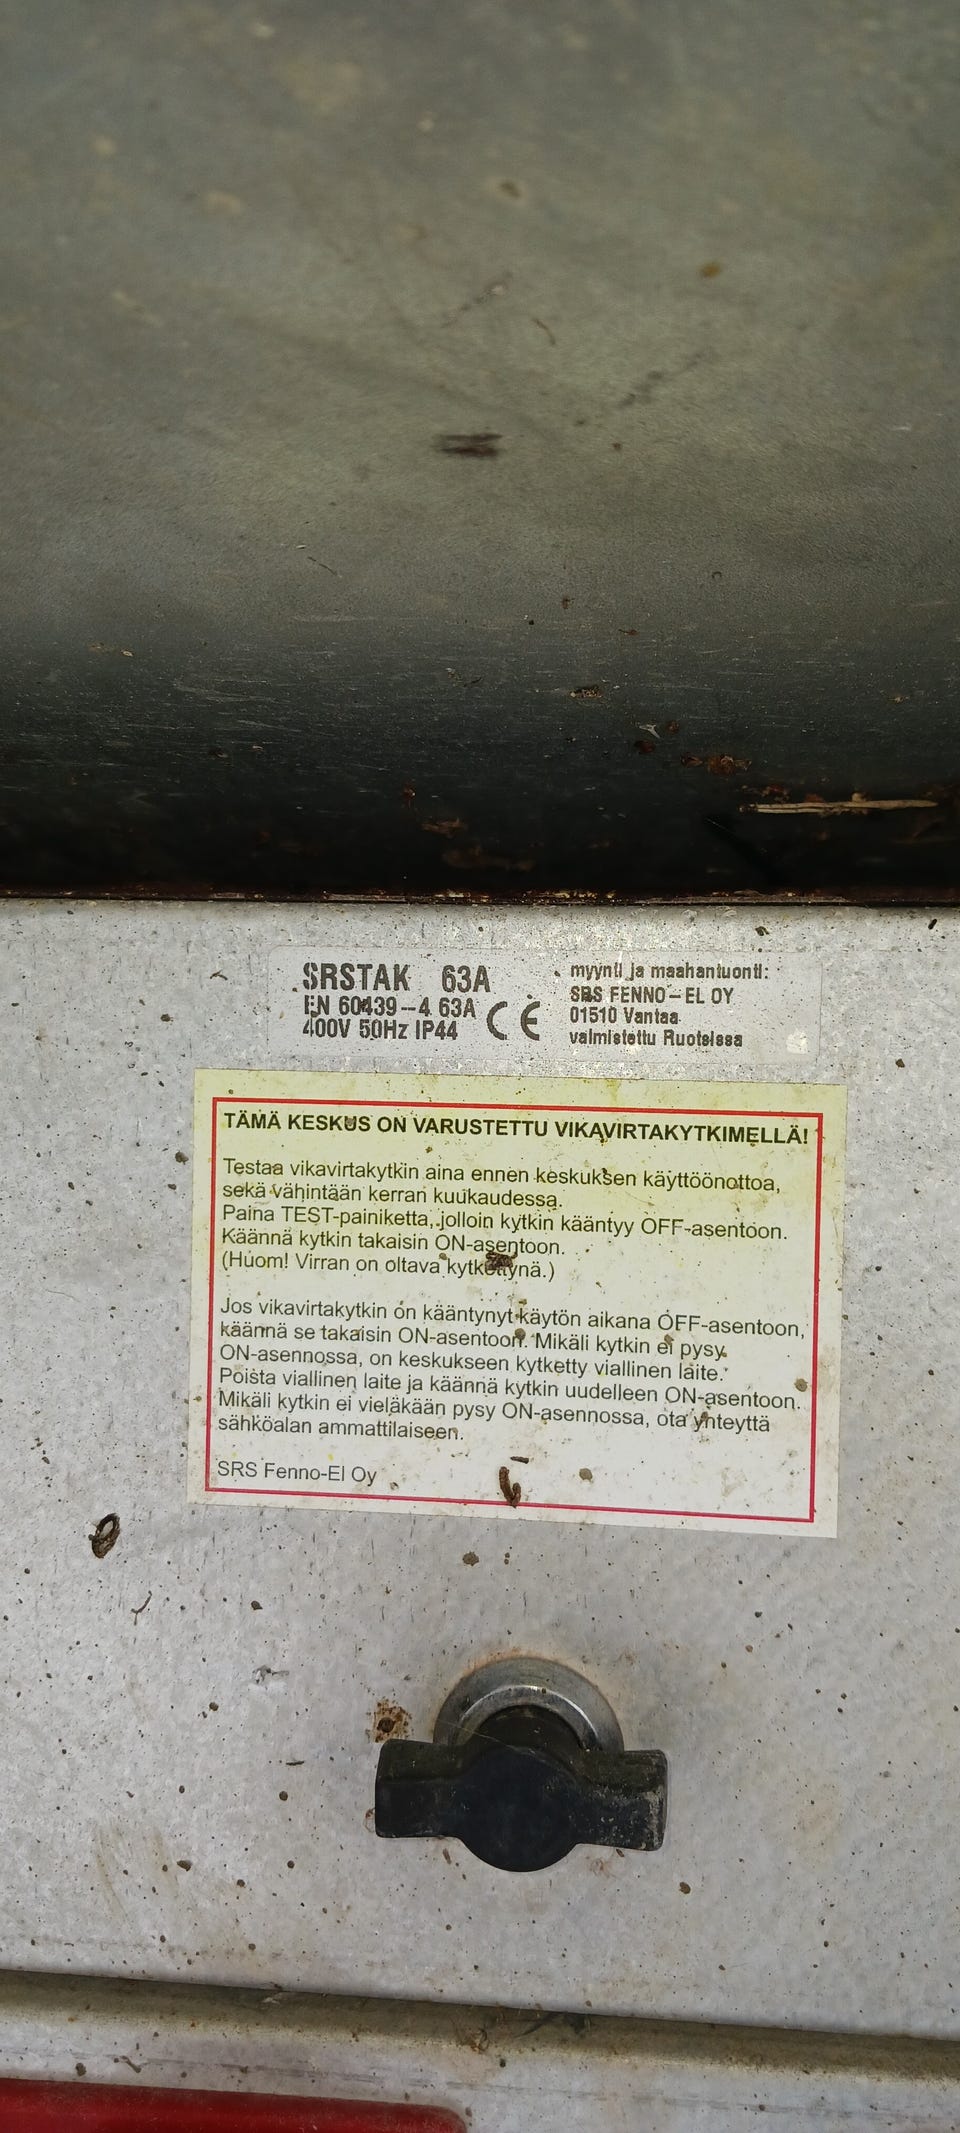 SRSTAK 63A
EN 60439-4 63A
400V 50Hz IP44
CE
myynti ja maahantuonti:
SRS FENNO-EL OY
01510 Vantaa
valmistettu Ruotsissa
TÄMÄ KESKUS ON VARUSTETTU VIKAVIRTAKYTKIMELLÄ!
Testaa vikavirtakytkin aina ennen keskuksen käyttöönottoa,
sekä vähintään kerran kuukaudessa.
Paina TEST-painiketta, jolloin kytkin kääntyy OFF-asentoon.
Käännä kytkin takaisin ON-asentoon.
(Huom! Virran on oltava kytkettynä.)
Jos vikavirtakytkin on kääntynyt käytön aikana OFF-asentoon,
käännä se takaisin ON-asentoon. Mikäli kytkin ei pysy
ON-asennossa, on keskukseen kytketty viallinen laite.
Poista viallinen laite ja käännä kytkin uudelleen ON-asentoon.
Mikäli kytkin ei vieläkään pysy ON-asennossa, ota yhteyttä
sähköalan ammattilaiseen.
SRS Fenno-El Oy